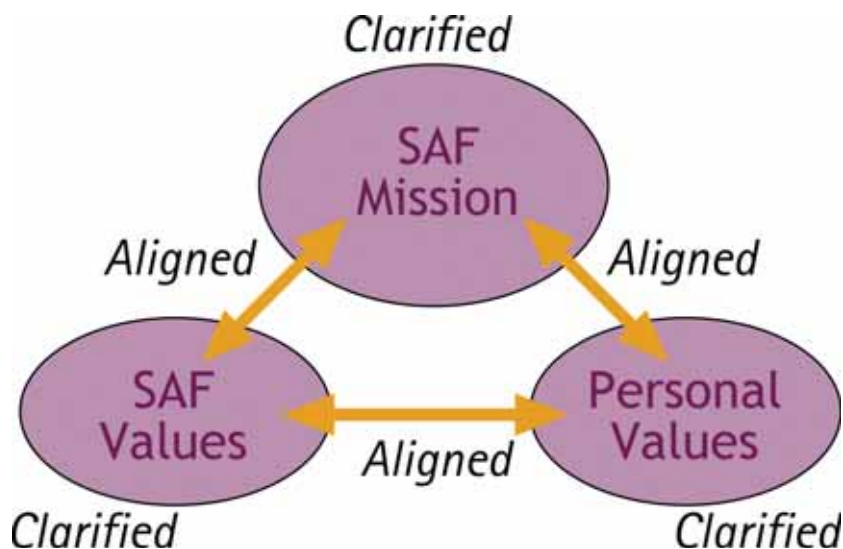 Clarified
SAF
Mission
Aligned
Aligned
SAF
Values
Personal
Values
Aligned
Clarified
Clarified